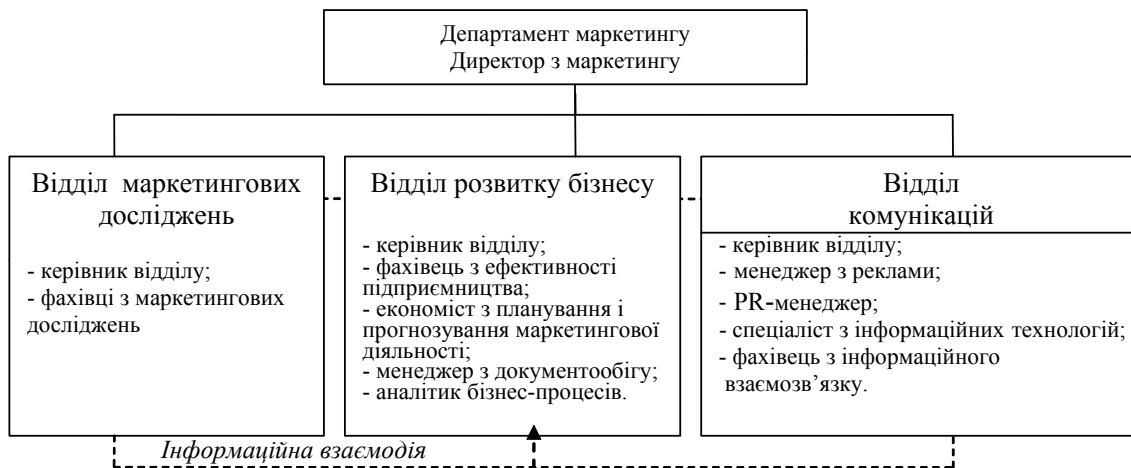 Департамент маркетингу
Директор з маркетингу
Відділ маркетингових
досліджень
- керівник відділу;
- фахівці з маркетингових
досліджень
Відділ розвитку бізнесу
- керівник відділу;
- фахівець з ефективності
підприємництва;
- економіст з планування і
прогнозування маркетингової
діяльності;
- менеджер з документообігу;
- аналітик бізнес-процесів.
Відділ
комунікацій
- керівник відділу;
- менеджер з реклами;
- PR-менеджер;
- спеціаліст з інформаційних технологій;
- фахівець з інформаційного
взаємозв’язку.
Інформаційна взаємодія